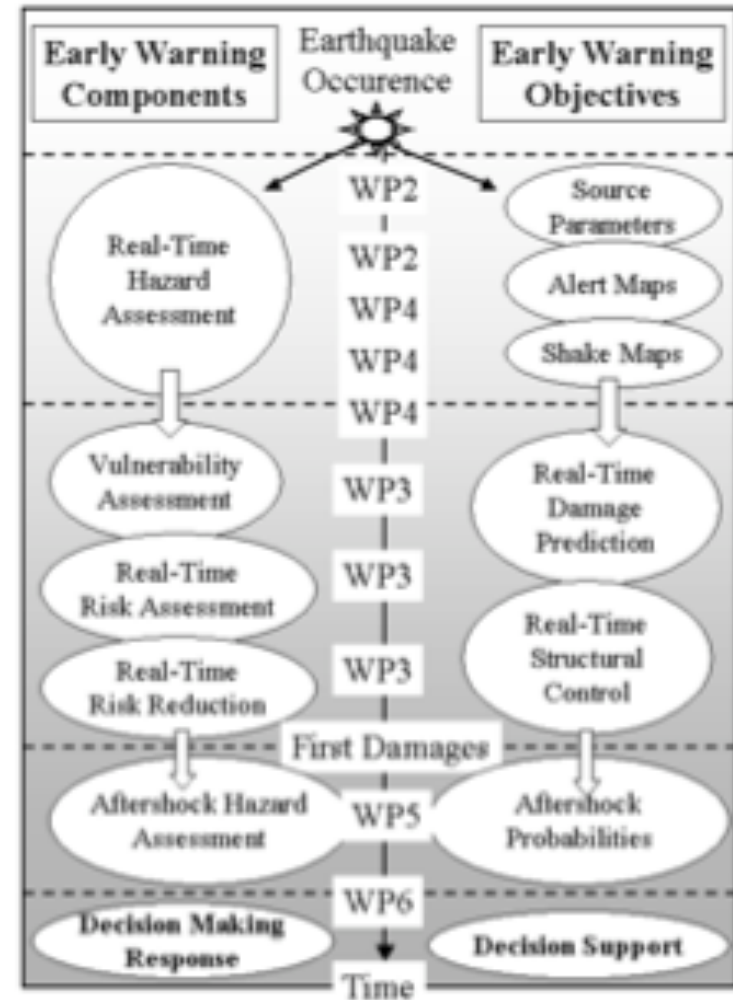 Early Warning
Components
Earthquake
Occurence
Early Warning
Objectives
WP2
Source
Parameters
Real-Time
Hazard
Assessment
WP2
Alert Maps
WP4
WP4
Shake Maps
WP4
Vulnerability
Assessment
WP3
Real-Time
Damage
Prediction
Real-Time
Risk Assessment
WP3
Real-Time
Structural
Control
Real-Time
Risk Reduction
WP3
First Damages
Aftershock Hazard
Assessment
WP5
Aftershock
Probabilities
WP6
Decision Making
Response
Decision Support
Time